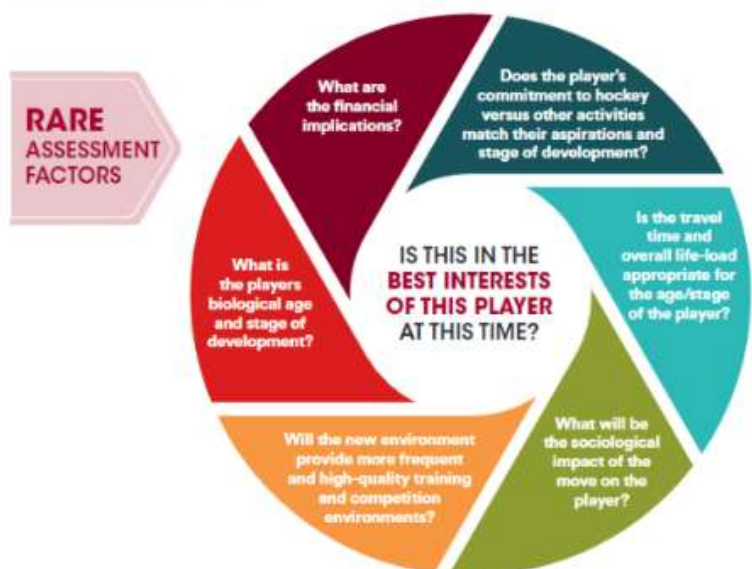 RARE
ASSESSMENT
FACTORS
What are
the financial
implications?
Does the player's
commitment to hockey
versus other activities
match their aspirations and
stage of development?
Is the travel
time and
overall life-load
appropriate for
the age/stage
of the player?
What will be
the sociological
impact of the
move on the
player?
Will the new environment
provide more frequent
and high-quality training
and competition
environments?
What is
the players
biological age
and stage of
development?
IS THIS IN THE
BEST INTERESTS
OF THIS PLAYER
AT THIS TIME?